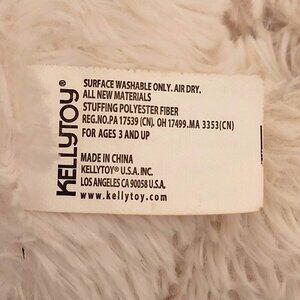 KELLYTOY®
SURFACE WASHABLE ONLY. AIR DRY.
ALL NEW MATERIALS
STUFFING POLYESTER FIBER
REG.NO.PA 17539 (CN). OH 17499.MA 3353(CN)
FOR AGES 3 AND UP
MADE IN CHINA
KELLYTOY® U.S.A. INC.
LOS ANGELES CA 90058 U.S.A.
www.kellytoy.com